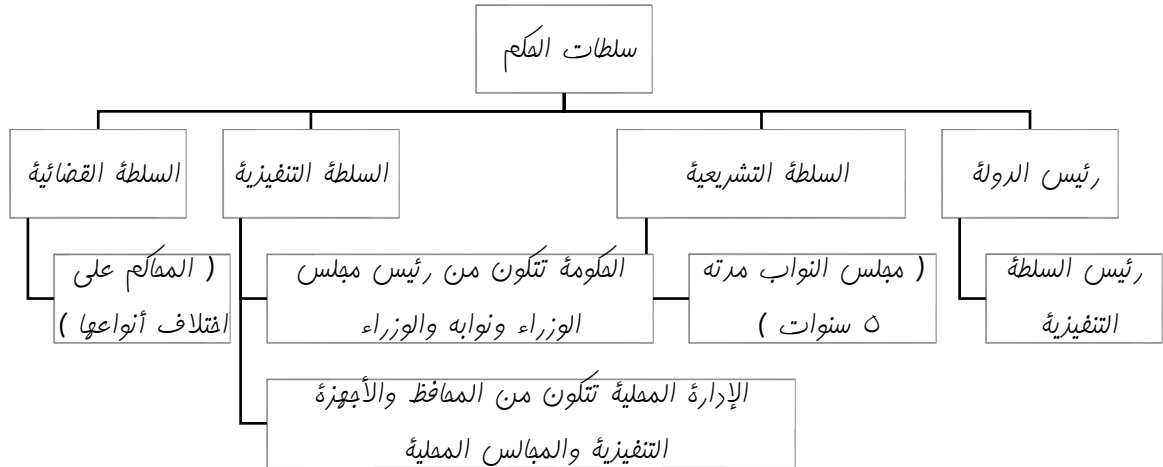 سلطات الحكم
رئيس الدولة
السلطة التشريعية
السلطة التنفيذية
السلطة القضائية
رئيس السلطة
التنفيذية
( مجلس النواب مدته
٥ سنوات )
الحكومة تتكون من رئيس مجلس
الوزراء ونوابه والوزراء
( المحاكم على
اختلاف أنواعها )
الإدارة المحلية تتكون من المحافظ والأجهزة
التنفيذية والمجالس المحلية